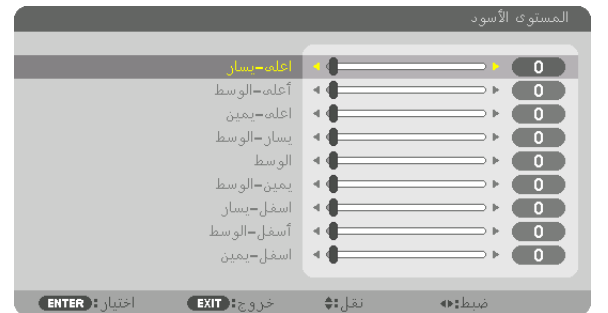 المستوى الأسود
اعلى-يسار 0
أعلى-الوسط 0
اعلى-يمين 0
يسار-الوسط 0
الوسط 0
يمين-الوسط 0
اسفل-يسار 0
أسفل-الوسط 0
اسفل-يمين 0
ضبط: نقل: خروج: EXIT اختيار: ENTER